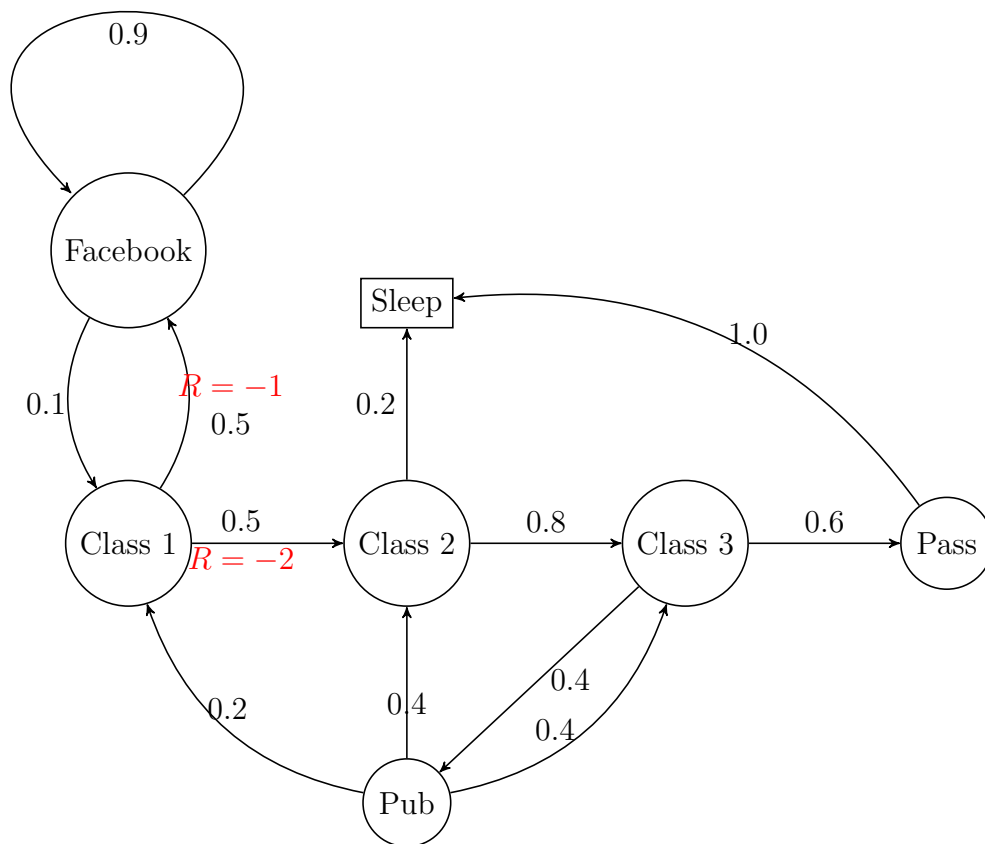 0.9
Facebook
Sleep
1.0
R = −1
0.1
0.2
0.5
0.5
0.8
0.6
Class 1
Class 2
Class 3
Pass
R = −2
0.4
0.2
0.4
0.4
Pub